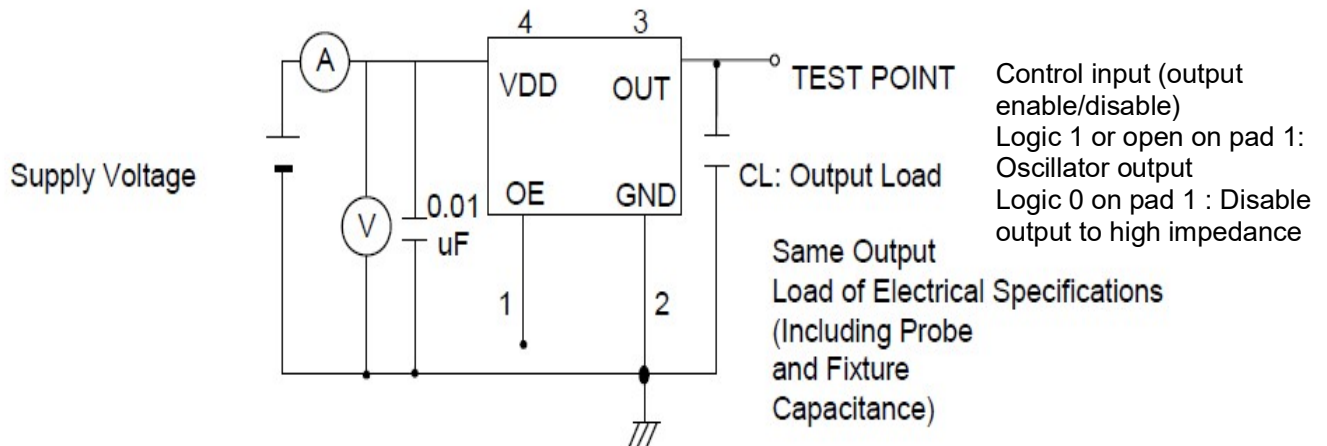 4 3
A
VDD OUT
TEST POINT
Supply Voltage
V
0.01
uF
OE GND
CL: Output Load
1 2
Same Output
Load of Electrical Specifications
(Including Probe
and Fixture
Capacitance)
Control input (output
enable/disable)
Logic 1 or open on pad 1:
Oscillator output
Logic 0 on pad 1 : Disable
output to high impedance